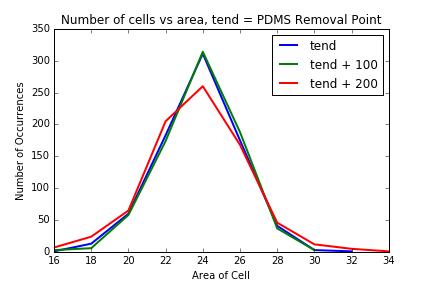 Number of cells vs area, tend = PDMS Removal Point
Number of Occurrences
350
300
250
200
150
100
50
0
tend
tend + 100
tend + 200
16 18 20 22 24 26 28 30 32 34
Area of Cell